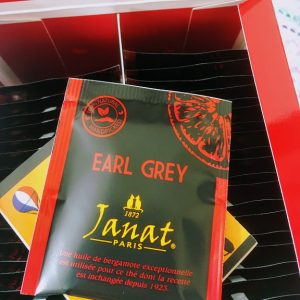 EARL GREY
1872
Janat®
PARIS
Une huile de bergamote exceptionnelle
est utilisée pour ce thé dont la recette
est inchangée depuis 1925.